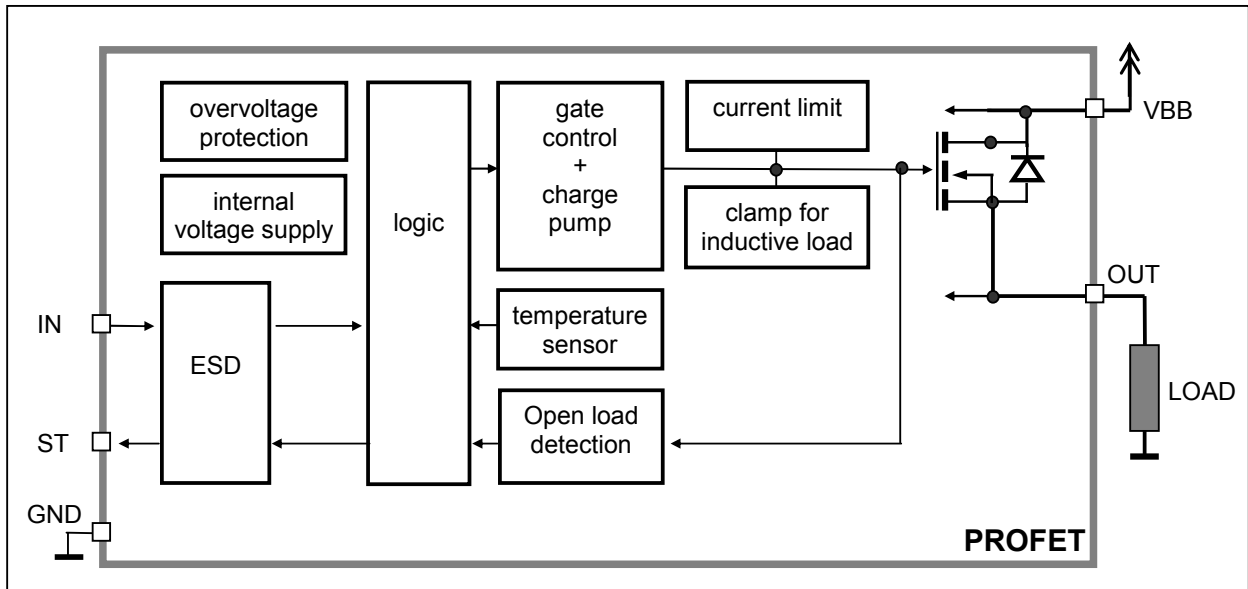 overvoltage
protection
internal
voltage supply
logic
gate
control
+
charge
pump
current limit
clamp for
inductive load
VBB
OUT
LOAD
IN
ESD
temperature
sensor
ST
Open load
detection
GND
PROFET